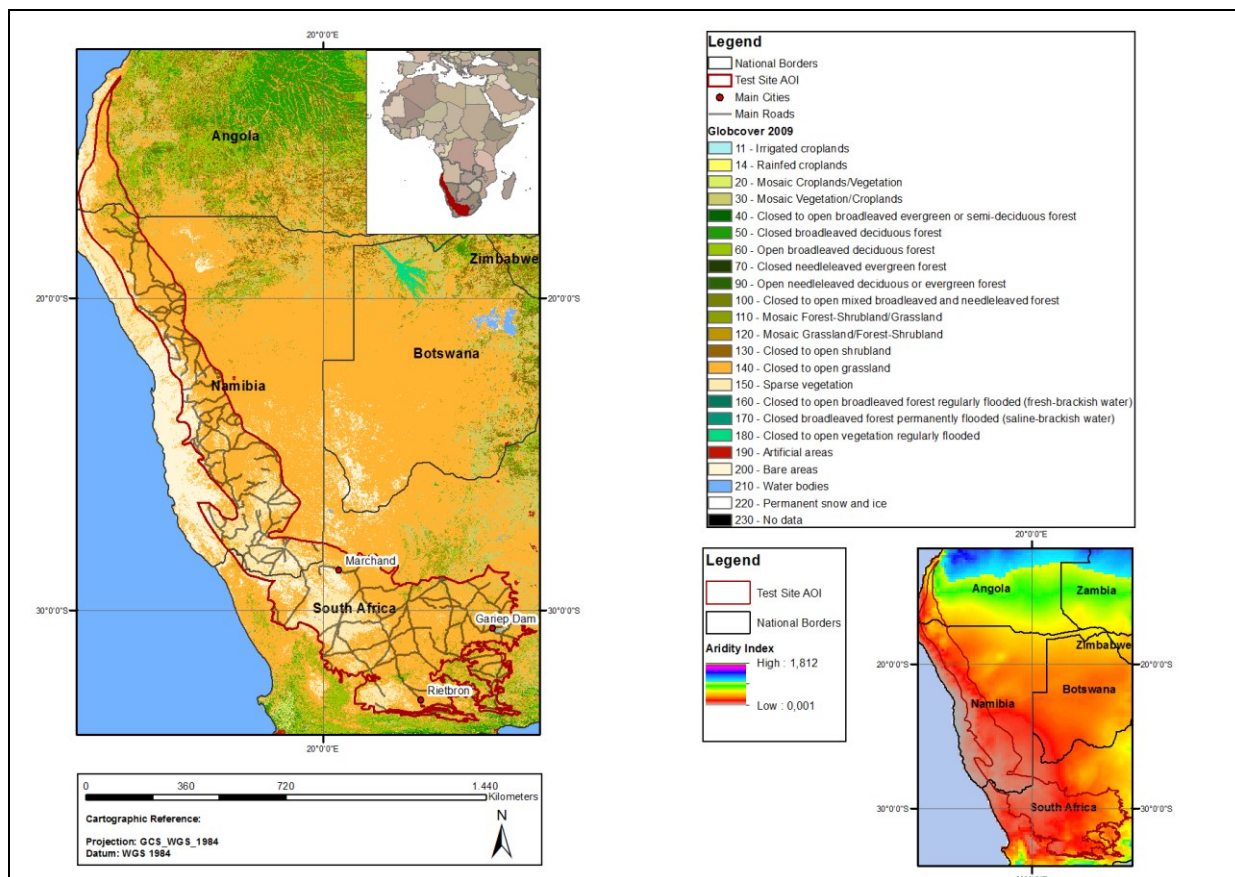 20°0'0"E
Angola
Zimbabwe
20°0'0"S
20°0'0"S
Botswana
Namibia
Marchand
30°0'0"S
South Africa
30°0'0"S
Gariep Dam
Rietbron
20°0'0"E
0 360 720 1.440
Kilometers
Cartographic Reference:
N
Projection: GCS_WGS_1984
Datum: WGS 1984
Legend
National Borders
Test Site AOI
Main Cities
Main Roads
Globcover 2009
11 - Irrigated croplands
14 - Rainfed croplands
20 - Mosaic Croplands/Vegetation
30 - Mosaic Vegetation/Croplands
40 - Closed to open broadleaved evergreen or semi-deciduous forest
50 - Closed broadleaved deciduous forest
60 - Open broadleaved deciduous forest
70 - Closed needleleaved evergreen forest
90 - Open needleleaved deciduous or evergreen forest
100 - Closed to open mixed broadleaved and needleleaved forest
110 - Mosaic Forest-Shrubland/Grassland
120 - Mosaic Grassland/Forest-Shrubland
130 - Closed to open shrubland
140 - Closed to open grassland
150 - Sparse vegetation
160 - Closed to open broadleaved forest regularly flooded (fresh-brackish water)
170 - Closed broadleaved forest permanently flooded (saline-brackish water)
180 - Closed to open vegetation regularly flooded
190 - Artificial areas
200 - Bare areas
210 - Water bodies
220 - Permanent snow and ice
230 - No data
Legend
Test Site AOI
National Borders
Aridity Index
High : 1,812
Low : 0,001
20°0'0"E
Angola
Zambia
Zimbabwe
20°0'0"S
20°0'0"S
Botswana
Namibia
30°0'0"S
South Africa
30°0'0"S